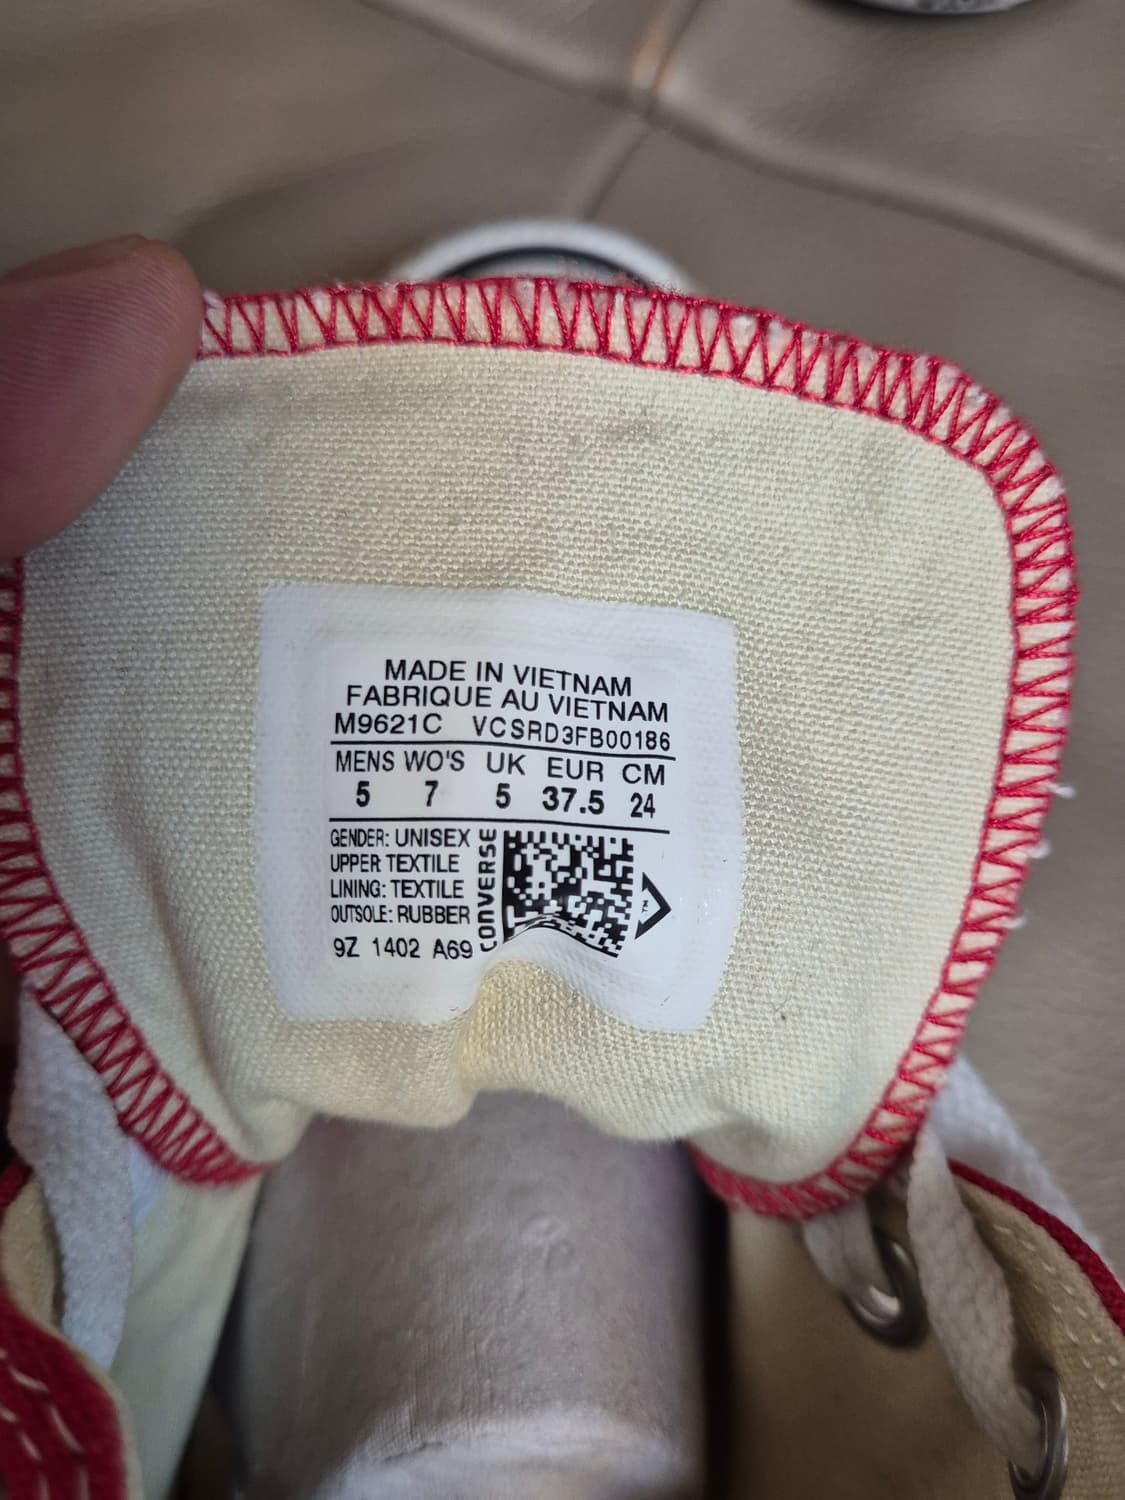 MADE IN VIETNAM
FABRIQUE AU VIETNAM
M9621C VCSRD3FB00186
MENS WO'S UK EUR CM
5 7 5 37.5 24
GENDER: UNISEX
UPPER TEXTILE
LINING: TEXTILE
OUTSOLE: RUBBER
9Z 1402 A69
CONVERSE